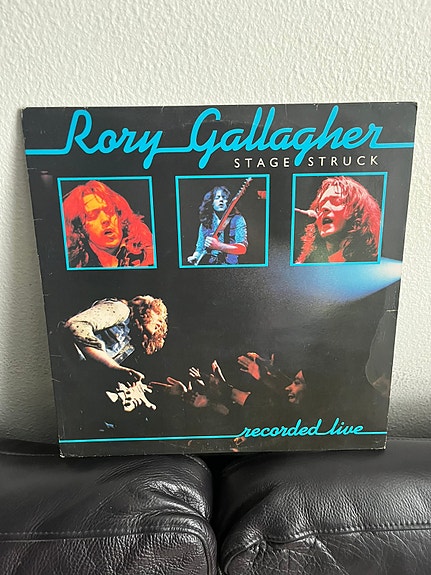 Rory Gallagher
STAGE STRUCK
recorded live